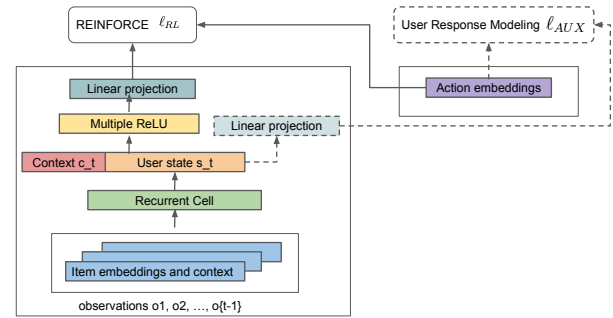 REINFORCE ℓ_RL
User Response Modeling ℓ_AUX
Linear projection
Action embeddings
Multiple ReLU
Linear projection
Context c_t
User state s_t
Recurrent Cell
Item embeddings and context
observations o1, o2, ..., o{t-1}